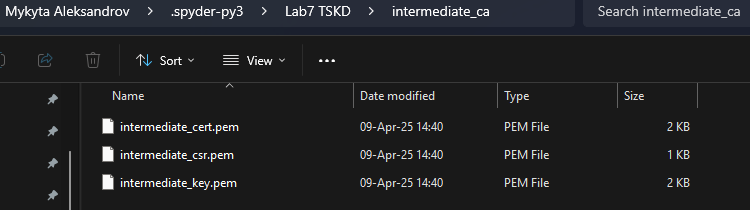 Mykyta Aleksandrov > .spyder-py3 > Lab7 TSKD > intermediate_ca Search intermediate_ca
Sort View ...
Name Date modified Type Size
intermediate_cert.pem 09-Apr-25 14:40 PEM File 2 KB
intermediate_csr.pem 09-Apr-25 14:40 PEM File 1 KB
intermediate_key.pem 09-Apr-25 14:40 PEM File 2 KB